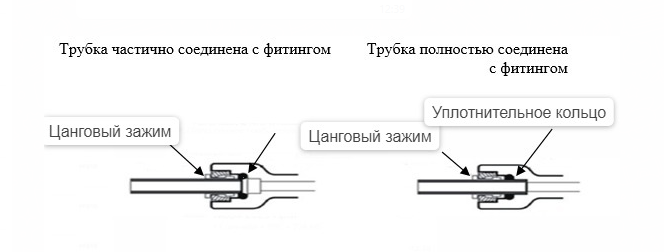 Трубка частично соединена с фитингом
Трубка полностью соединена
с фитингом
Цанговый зажим
Цанговый зажим
Уплотнительное кольцо